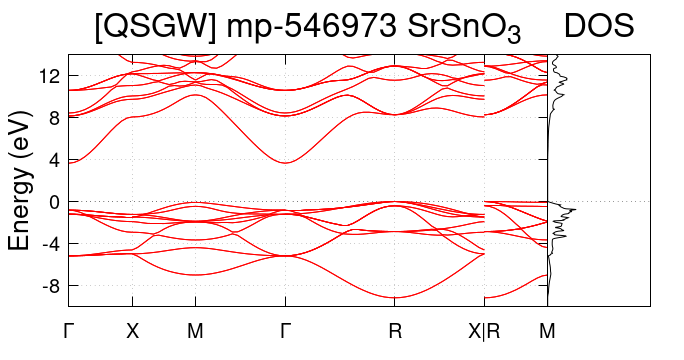 [QSGW] mp-546973 SrSnO3 DOS
Energy (eV)
12
8
4
0
-4
-8
Γ X M Γ R X|R M